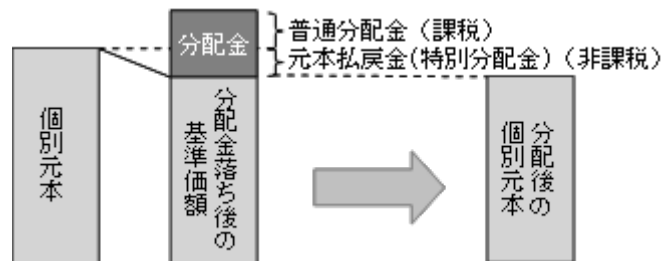 分配金
普通分配金（課税）
元本払戻金(特別分配金)（非課税）
個別元本
分配金落ち後の
基準価額
分配後の
個別元本